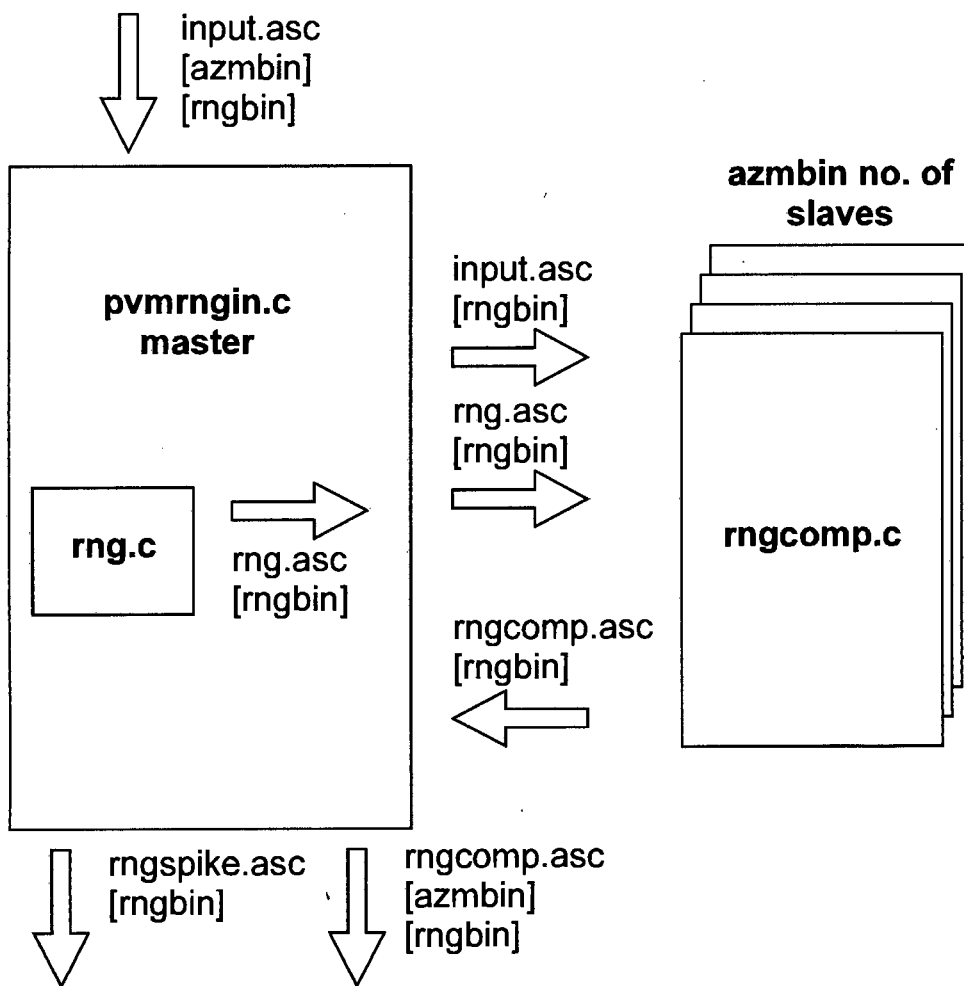 input.asc
[azmbin]
[rngbin]
azmbin no. of
slaves
pvmrngin.c
master
input.asc
[rngbin]
rng.asc
[rngbin]
rng.c
rng.asc
[rngbin]
rngcomp.c
rngcomp.asc
[rngbin]
rngspike.asc
[rngbin]
rngcomp.asc
[azmbin]
[rngbin]